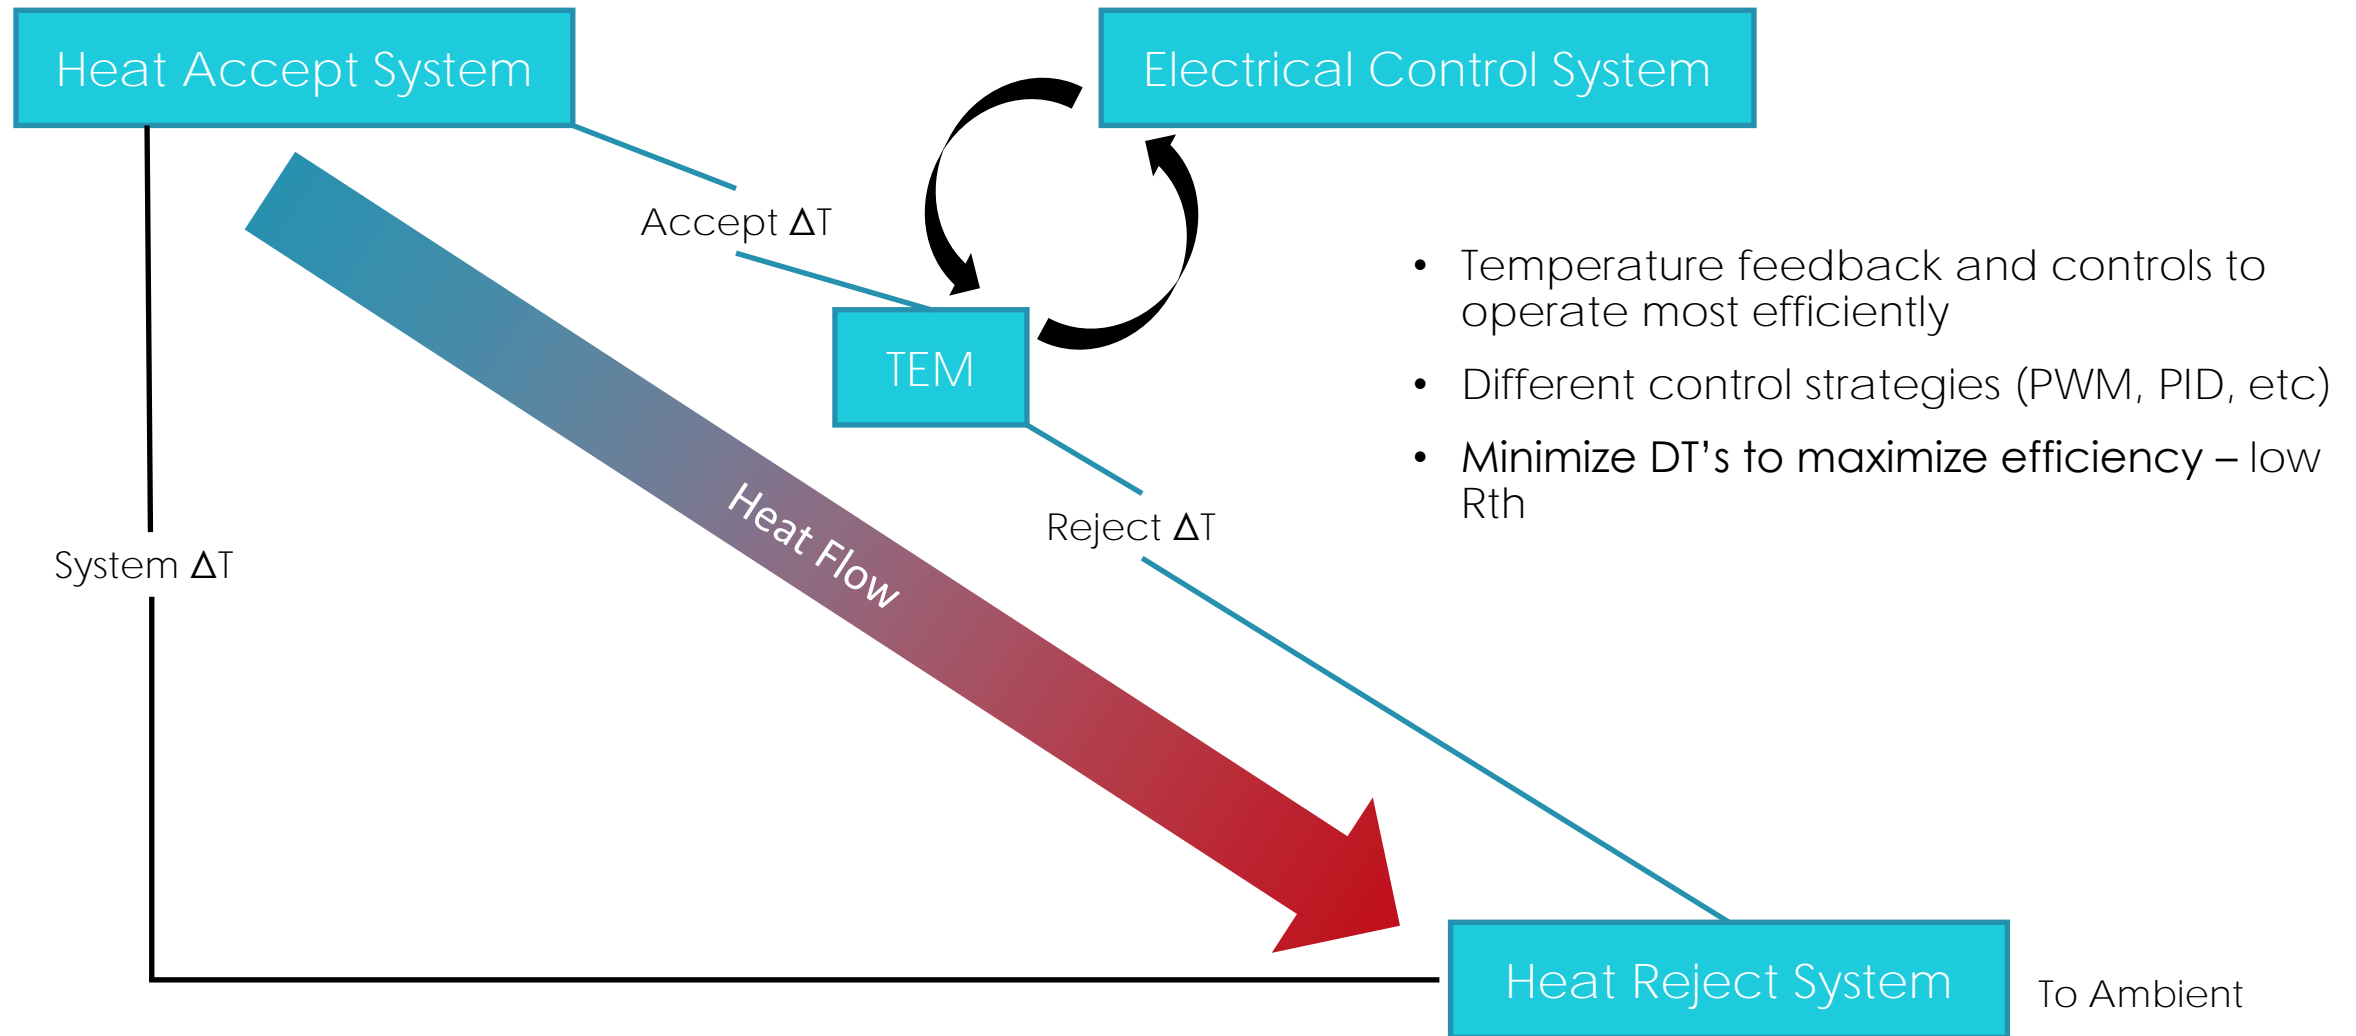 Heat Accept System
Electrical Control System
Accept ΔT
TEM
• Temperature feedback and controls to
operate most efficiently
• Different control strategies (PWM, PID, etc)
• Minimize DT’s to maximize efficiency – low
Rth
Heat Flow
Reject ΔT
System ΔT
Heat Reject System
To Ambient